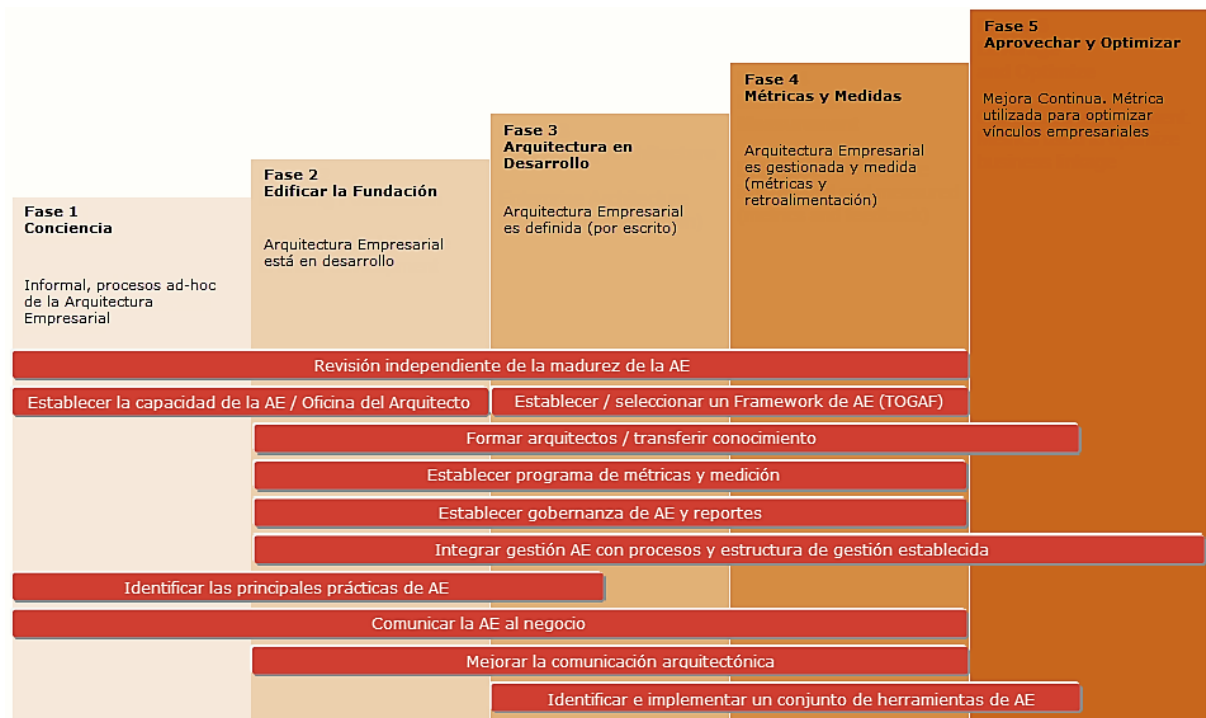 Fase 1
Conciencia
Informal, procesos ad-hoc
de la Arquitectura
Empresarial
Fase 2
Edificar la Fundación
Arquitectura Empresarial
está en desarrollo
Fase 3
Arquitectura en
Desarrollo
Arquitectura Empresarial
es definida (por escrito)
Fase 4
Métricas y Medidas
Arquitectura Empresarial
es gestionada y medida
(métricas y
retroalimentación)
Fase 5
Aprovechar y Optimizar
Mejora Continua. Métrica
utilizada para optimizar
vínculos empresariales
Revisión independiente de la madurez de la AE
Establecer la capacidad de la AE / Oficina del Arquitecto
Establecer / seleccionar un Framework de AE (TOGAF)
Formar arquitectos / transferir conocimiento
Establecer programa de métricas y medición
Establecer gobernanza de AE y reportes
Integrar gestión AE con procesos y estructura de gestión establecida
Identificar las principales prácticas de AE
Comunicar la AE al negocio
Mejorar la comunicación arquitectónica
Identificar e implementar un conjunto de herramientas de AE